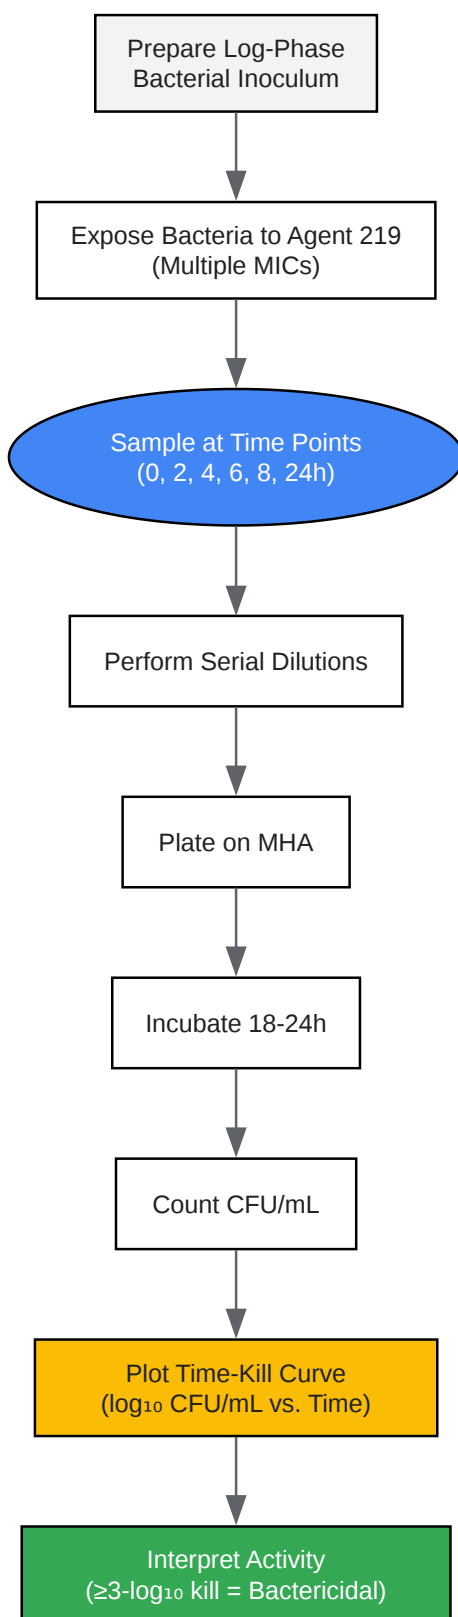 Prepare Log-Phase
Bacterial Inoculum
Expose Bacteria to Agent 219
(Multiple MICs)
Sample at Time Points
(0, 2, 4, 6, 8, 24h)
Perform Serial Dilutions
Plate on MHA
Incubate 18-24h
Count CFU/mL
Plot Time-Kill Curve
(log₁₀ CFU/mL vs. Time)
Interpret Activity
(≥3-log₁₀ kill = Bactericidal)